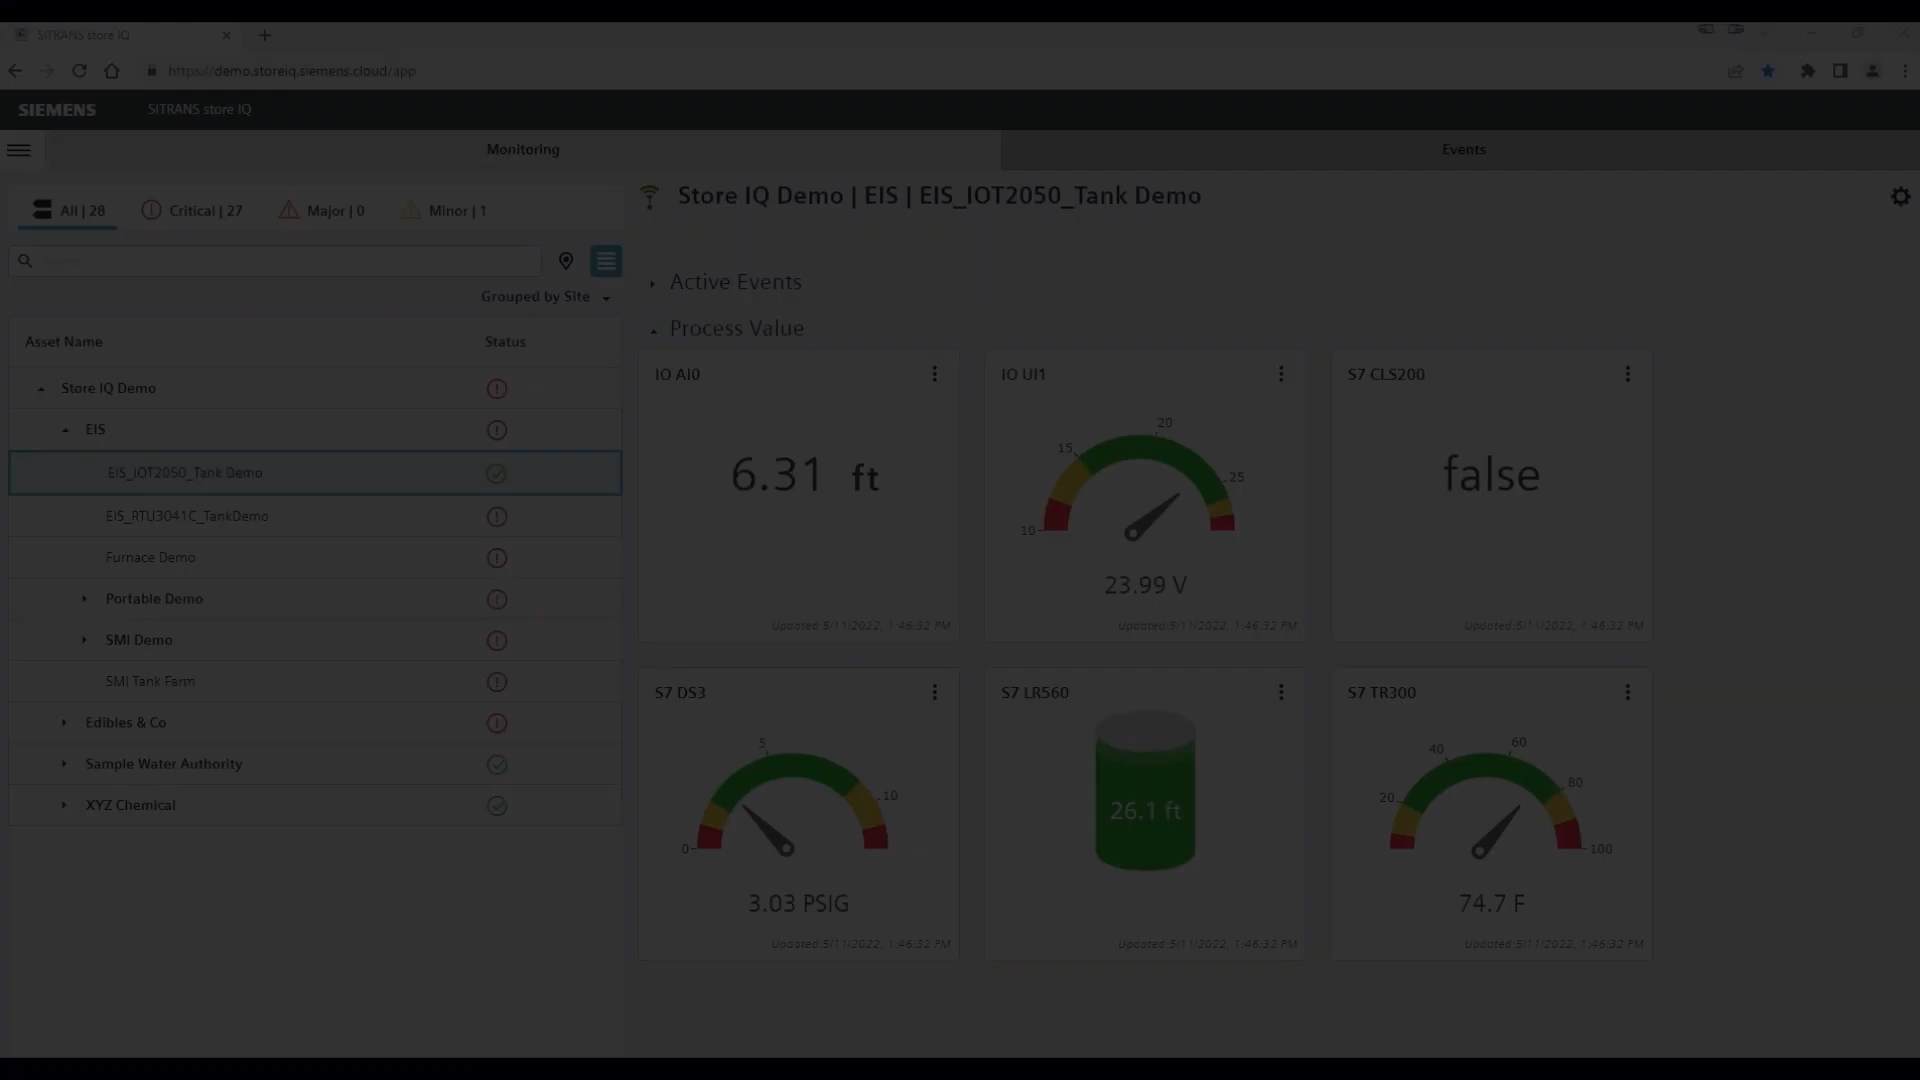 SITRANS store IQ
https://demo.storeiq.siemens.cloud/app
SIEMENS
SITRANS store IQ
Monitoring
Events
All | 28
Critical | 27
Major | 0
Minor | 1
Grouped by Site
Asset Name
Status
Store IQ Demo
EIS
EIS_IOT2050_Tank Demo
EIS_RTU3041C_TankDemo
Furnace Demo
Portable Demo
SMI Demo
SMI Tank Farm
Edibles & Co
Sample Water Authority
XYZ Chemical
Store IQ Demo | EIS | EIS_IOT2050_Tank Demo
Active Events
Process Value
IO AI0
6.31 ft
Updated:5/11/2022, 1:46:32 PM
IO UI1
10
15
20
25
23.99 V
Updated:5/11/2022, 1:46:32 PM
S7 CLS200
false
Updated:5/11/2022, 1:46:32 PM
S7 DS3
0
5
10
3.03 PSIG
Updated:5/11/2022, 1:46:32 PM
S7 LR560
26.1 ft
Updated:5/11/2022, 1:46:32 PM
S7 TR300
20
40
60
80
100
74.7 F
Updated:5/11/2022, 1:46:32 PM